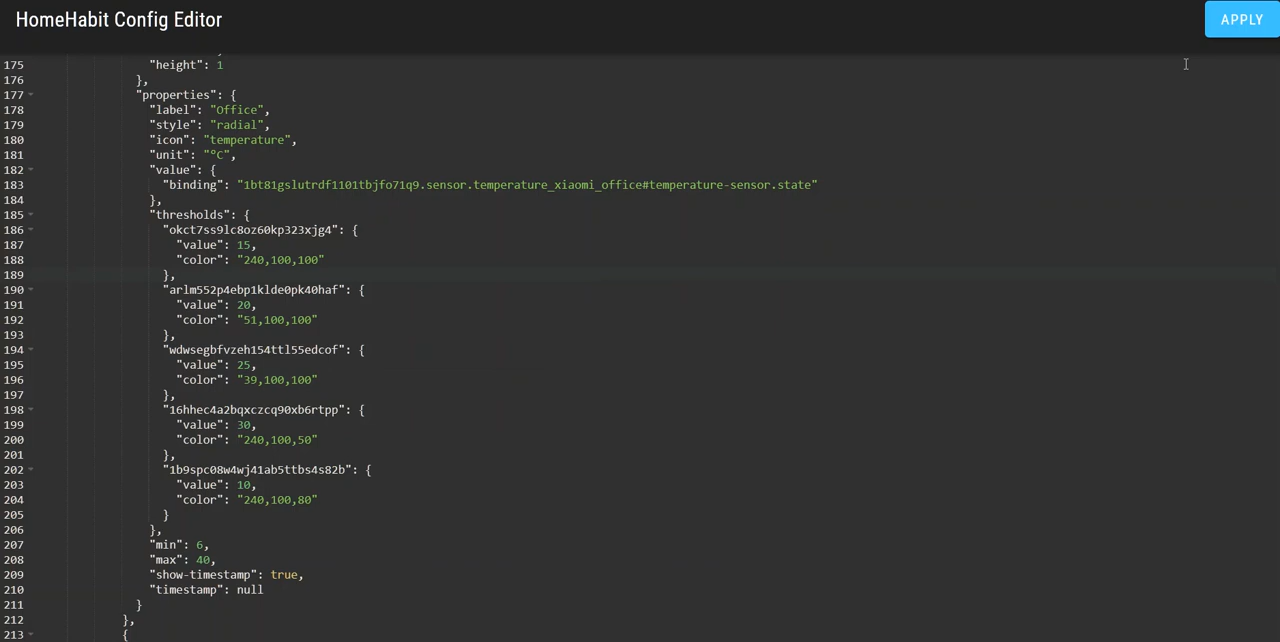 HomeHabit Config Editor
APPLY
175 "height": 1
176 },
177 "properties": {
178 "label": "Office",
179 "style": "radial",
180 "icon": "temperature",
181 "unit": "°C",
182 "value": {
183 "binding": "1bt81gslutrdf1101tbjfo71q9.sensor.temperature_xiaomi_office#temperature-sensor.state"
184 },
185 "thresholds": {
186 "okct7ss9lc8oz60kp323xjg4": {
187 "value": 15,
188 "color": "240,100,100"
189 },
190 "arlm552p4ebp1klde0pk40haf": {
191 "value": 20,
192 "color": "51,100,100"
193 },
194 "wdwsegbfvzeh154ttl55edcof": {
195 "value": 25,
196 "color": "39,100,100"
197 },
198 "16hhec4a2bqxczcq90xb6rtpp": {
199 "value": 30,
200 "color": "240,100,50"
201 },
202 "1b9spc08w4wj41ab5ttbs4s82b": {
203 "value": 10,
204 "color": "240,100,80"
205 }
206 },
207 "min": 6,
208 "max": 40,
209 "show-timestamp": true,
210 "timestamp": null
211 }
212 },
213 {